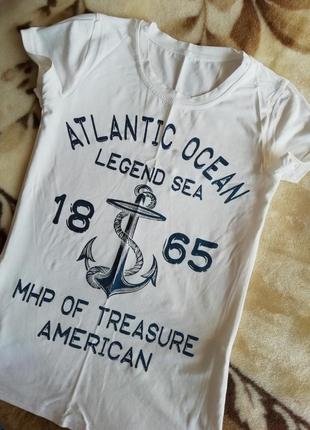 ATLANTIC OCEAN
LEGEND SEA
18 65
MHP OF TREASURE
AMERICAN